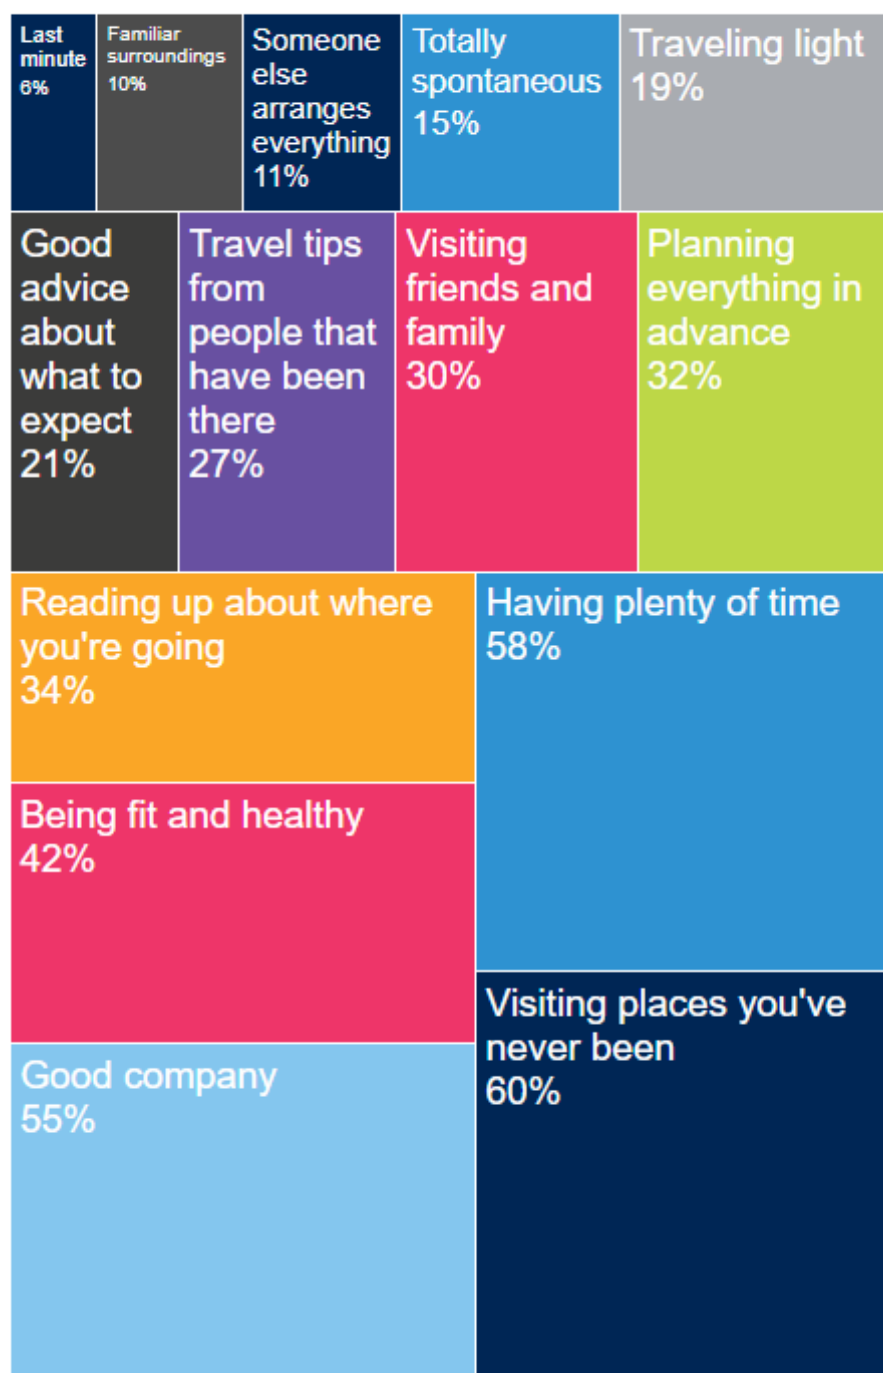 Last
minute
6%
Familiar
surroundings
10%
Someone
else
arranges
everything
11%
Totally
spontaneous
15%
Traveling light
19%
Good
advice
about
what to
expect
21%
Travel tips
from
people that
have been
there
27%
Visiting
friends and
family
30%
Planning
everything in
advance
32%
Reading up about where
you're going
34%
Having plenty of time
58%
Being fit and healthy
42%
Visiting places you've
never been
60%
Good company
55%